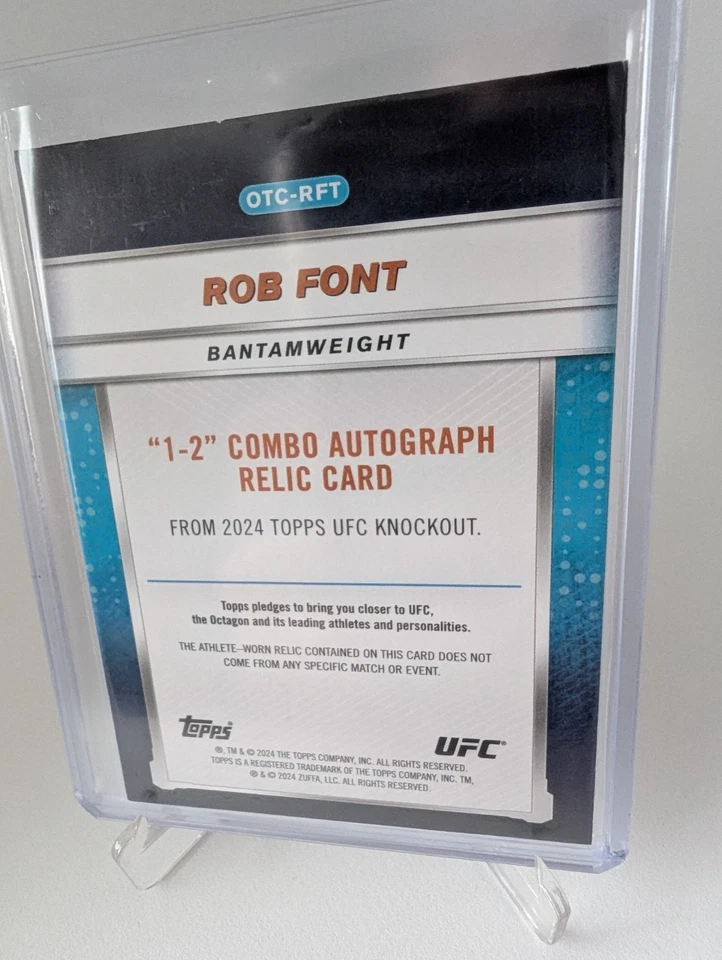 OTC-RFT
ROB FONT
BANTAMWEIGHT
“1-2” COMBO AUTOGRAPH
RELIC CARD
FROM 2024 TOPPS UFC KNOCKOUT.
Topps pledges to bring you closer to UFC,
the Octagon and its leading athletes and personalities.
THE ATHLETE–WORN RELIC CONTAINED ON THIS CARD DOES NOT
COME FROM ANY SPECIFIC MATCH OR EVENT.
topps®
UFC®
®, TM & © 2024 THE TOPPS COMPANY, INC. ALL RIGHTS RESERVED.
TOPPS IS A REGISTERED TRADEMARK OF THE TOPPS COMPANY, INC. TM,
® & © 2024 ZUFFA, LLC. ALL RIGHTS RESERVED.